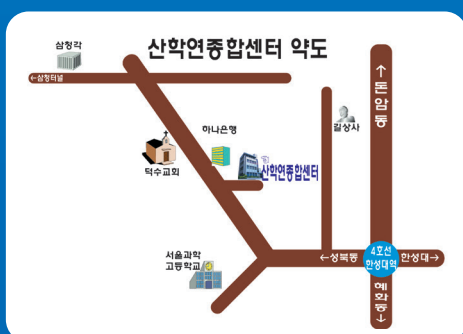 산학연종합센터 약도
삼청각
←삼청터널
↑돈암동
길상사
하나은행
덕수교회
산학연종합센터
서울과학
고등학교
←성북동
4호선
한성대역
한성대→
혜화동↓